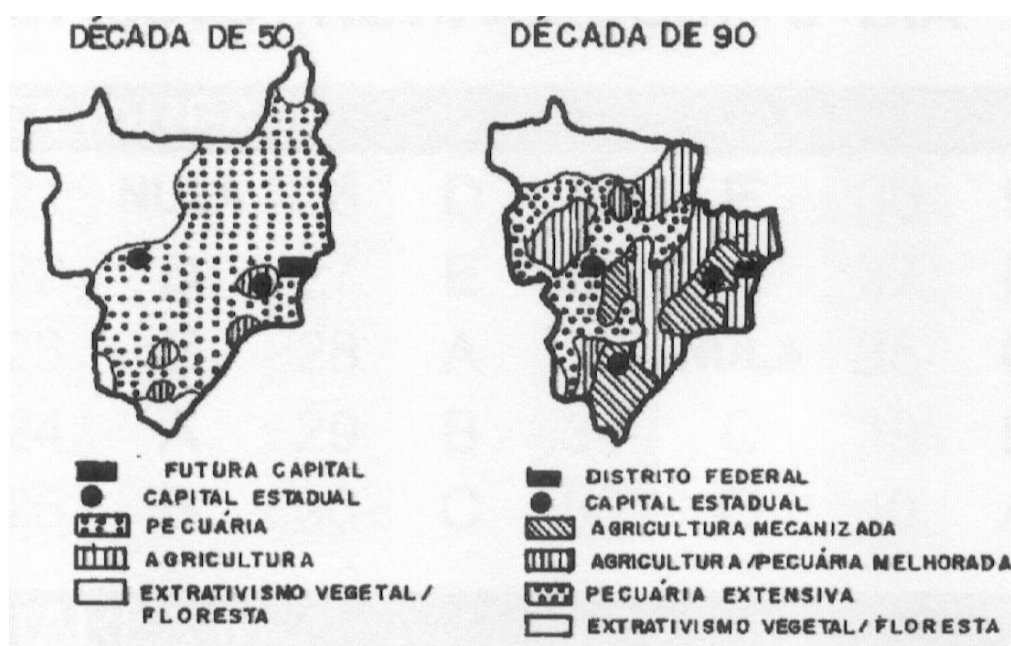 DÉCADA DE 50
FUTURA CAPITAL
CAPITAL ESTADUAL
PECUÁRIA
AGRICULTURA
EXTRATIVISMO VEGETAL/
FLORESTA
DÉCADA DE 90
DISTRITO FEDERAL
CAPITAL ESTADUAL
AGRICULTURA MECANIZADA
AGRICULTURA/PECUÁRIA MELHORADA
PECUÁRIA EXTENSIVA
EXTRATIVISMO VEGETAL/FLORESTA